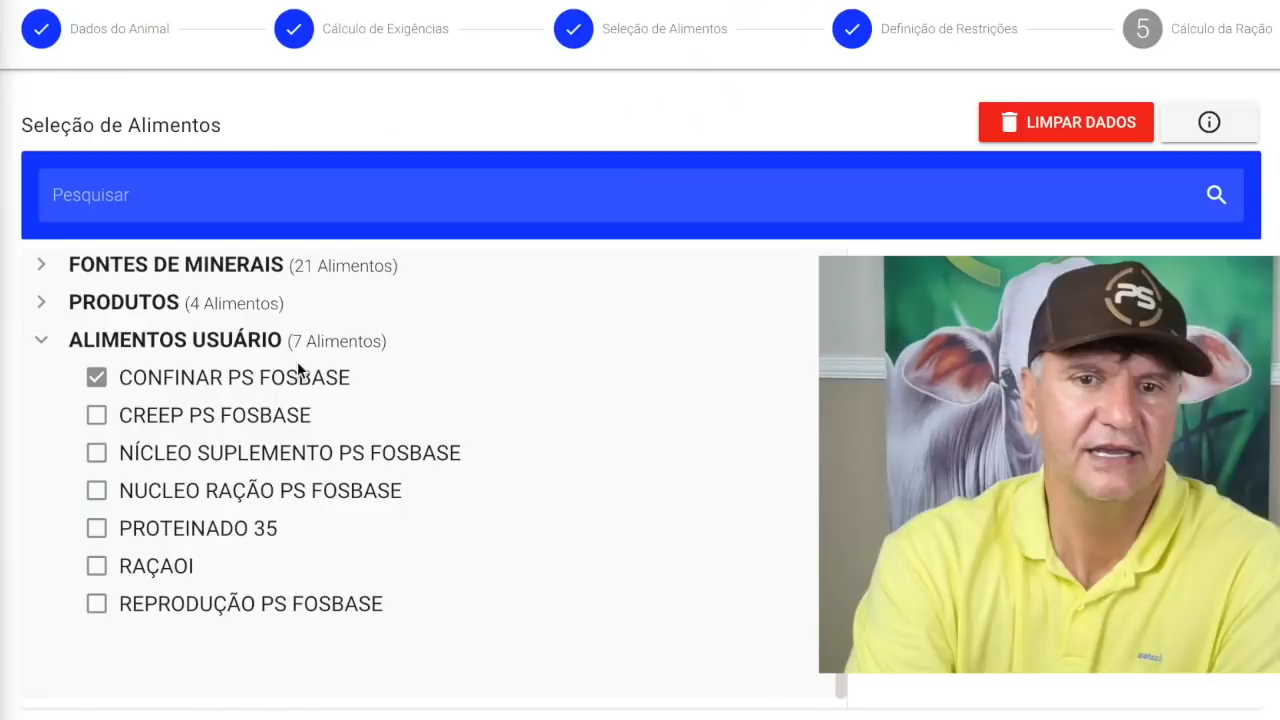 Dados do Animal
Cálculo de Exigências
Seleção de Alimentos
Definição de Restrições
5 Cálculo da Ração
Seleção de Alimentos
LIMPAR DADOS
Pesquisar
FONTES DE MINERAIS (21 Alimentos)
PRODUTOS (4 Alimentos)
ALIMENTOS USUÁRIO (7 Alimentos)
CONFINAR PS FOSBASE
CREEP PS FOSBASE
NÍCLEO SUPLEMENTO PS FOSBASE
NUCLEO RAÇÃO PS FOSBASE
PROTEINADO 35
RAÇAOI
REPRODUÇÃO PS FOSBASE
PS